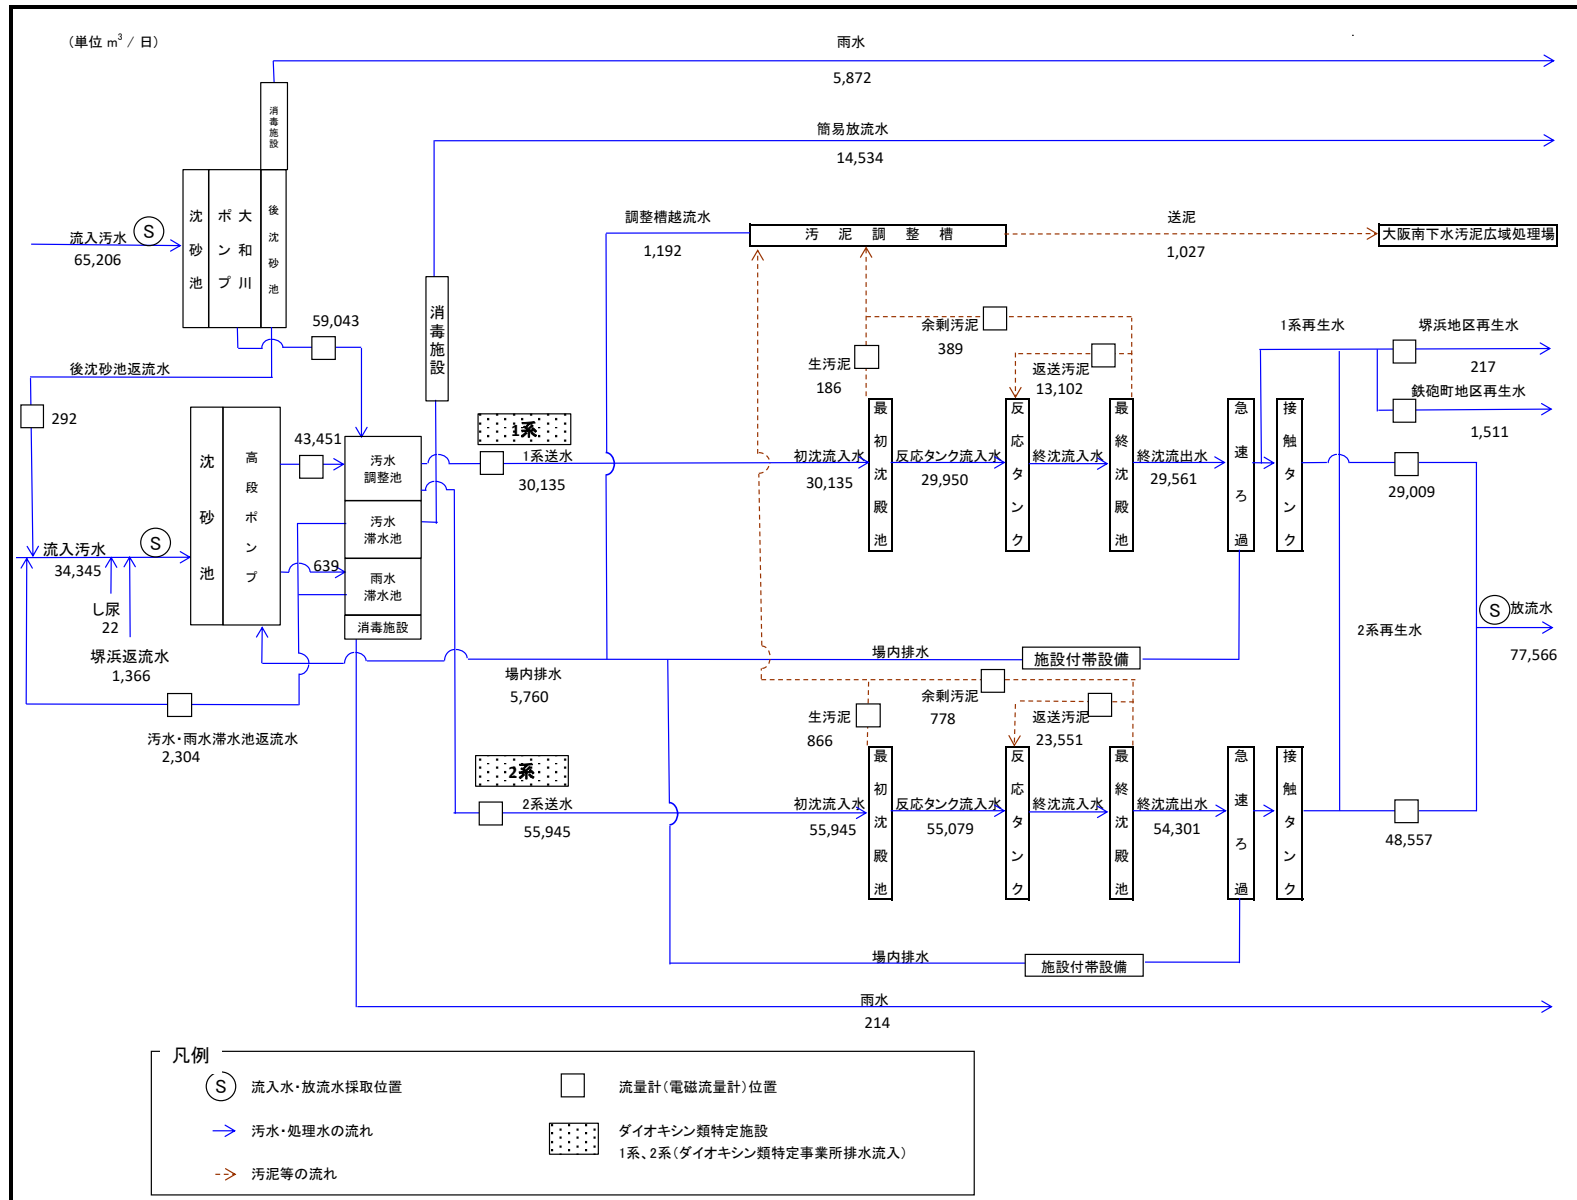 (単位 m³ / 日)
雨水
5,872
消毒施設
簡易放流水
14,534
沈砂池
大和川ポンプ
後沈砂池
流入汚水
S
65,206
調整槽越流水
1,192
汚泥調整槽
送泥
1,027
大阪南下水汚泥広域処理場
消毒施設
59,043
後沈砂池返流水
292
余剰汚泥
389
生汚泥
186
返送汚泥
13,102
1系再生水
堺浜地区再生水
217
鉄砲町地区再生水
1,511
沈砂池
高段ポンプ
43,451
汚水調整池
汚水滞水池
雨水滞水池
消毒施設
639
1系
1系送水
30,135
初沈流入水
30,135
最初沈殿池
反応タンク流入水
29,950
反応タンク
終沈流入水
最終沈殿池
終沈流出水
29,561
急速ろ過
接触タンク
29,009
流入汚水
S
34,345
し尿
22
堺浜返流水
1,366
汚水・雨水滞水池返流水
2,304
場内排水
5,760
場内排水
施設付帯設備
2系再生水
S
放流水
77,566
余剰汚泥
778
生汚泥
866
返送汚泥
23,551
2系
2系送水
55,945
初沈流入水
55,945
最初沈殿池
反応タンク流入水
55,079
反応タンク
終沈流入水
最終沈殿池
終沈流出水
54,301
急速ろ過
接触タンク
48,557
場内排水
施設付帯設備
雨水
214
凡例
S 流入水・放流水採取位置
流量計(電磁流量計)位置
汚水・処理水の流れ
ダイオキシン類特定施設
1系、2系(ダイオキシン類特定事業所排水流入)
汚泥等の流れ